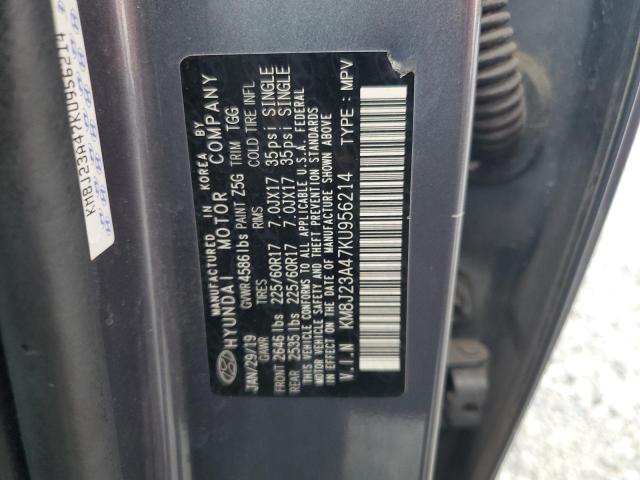 MANUFACTURED IN KOREA BY
HYUNDAI MOTOR COMPANY
JAN/29/19 GVWR4586lbs PAINT Z5G TRIM TGG
GAWR TIRES RIMS COLD TIRE INFL
FRONT 2646 lbs 225/60R17 7.0JX17 35psi SINGLE
REAR 2535 lbs 225/60R17 7.0JX17 35psi SINGLE
THIS VEHICLE CONFORMS TO ALL APPLICABLE U.S.A. FEDERAL
MOTOR VEHICLE SAFETY AND THEFT PREVENTION STANDARDS
IN EFFECT ON THE DATE OF MANUFACTURE SHOWN ABOVE
V.I.N KM8J23A47KU956214 TYPE : MPV
KM8J23A47KU956214